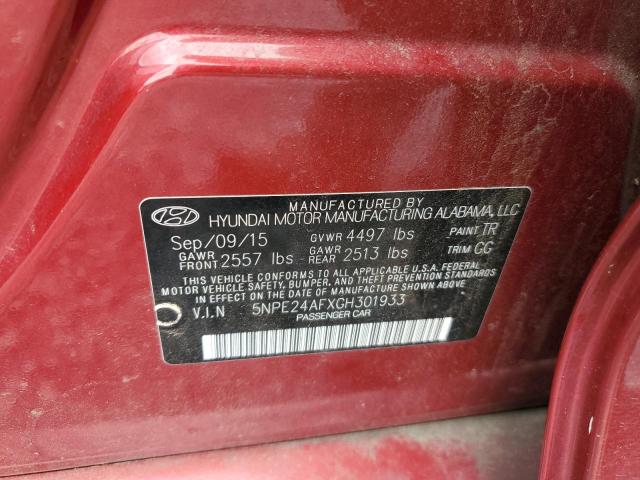 MANUFACTURED BY
HYUNDAI MOTOR MANUFACTURING ALABAMA, LLC
Sep/09/15 GVWR 4497 lbs PAINT TR
GAWR FRONT 2557 lbs GAWR REAR 2513 lbs TRIM GG
THIS VEHICLE CONFORMS TO ALL APPLICABLE U.S.A. FEDERAL
MOTOR VEHICLE SAFETY, BUMPER, AND THEFT PREVENTION STANDARDS
IN EFFECT ON THE DATE OF MANUFACTURE SHOWN ABOVE.
V.I.N 5NPE24AFXGH301933
PASSENGER CAR